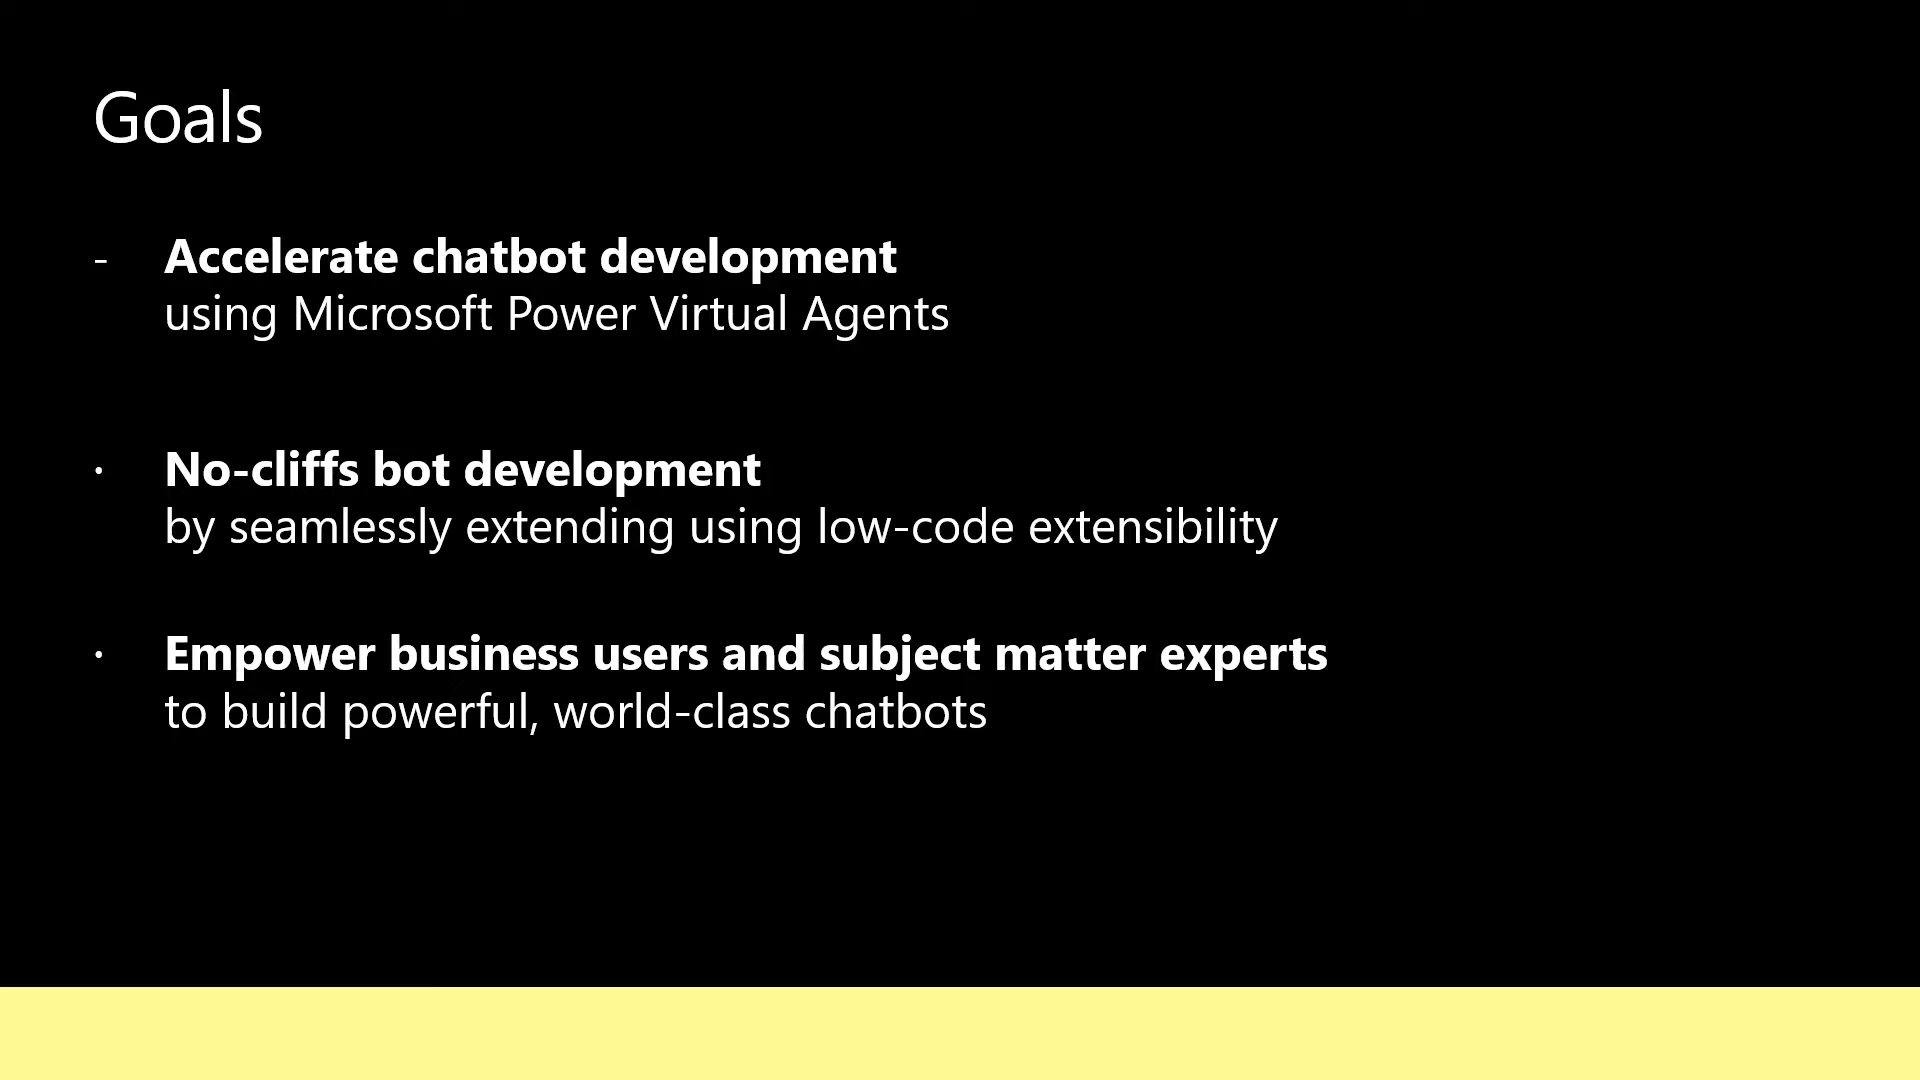 Goals
- Accelerate chatbot development
using Microsoft Power Virtual Agents
· No-cliffs bot development
by seamlessly extending using low-code extensibility
· Empower business users and subject matter experts
to build powerful, world-class chatbots